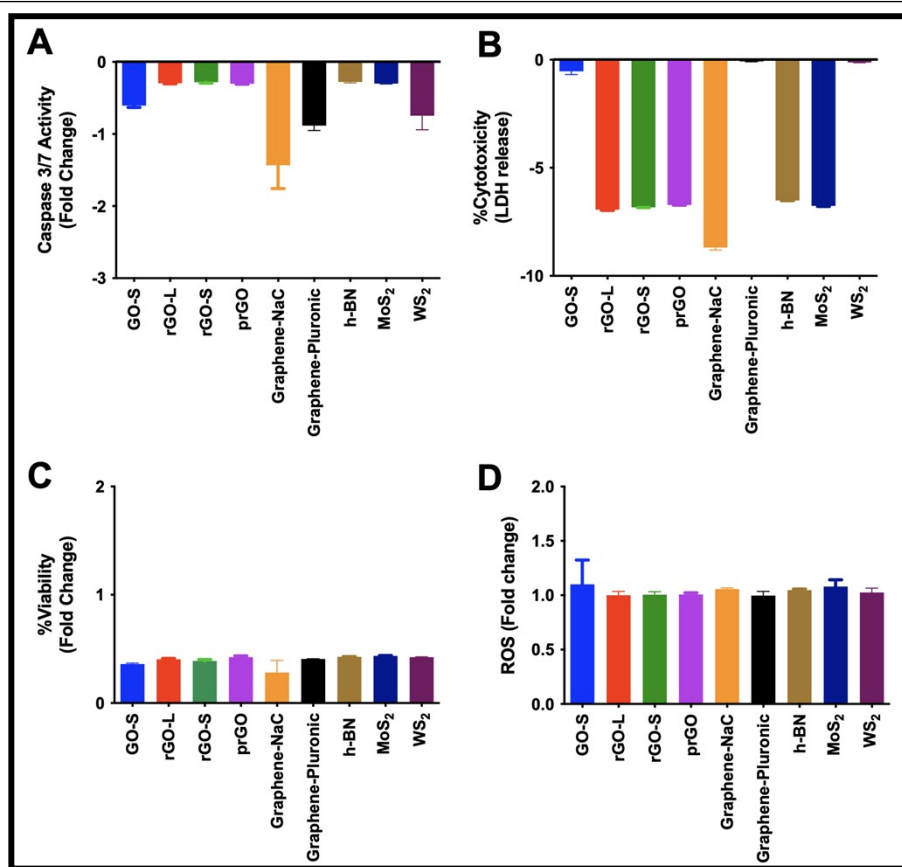 A
Caspase 3/7 Activity
(Fold Change)
0
-1
-2
-3
GO-S
rGO-L
rGO-S
prGO
Graphene-NaC
Graphene-Pluronic
h-BN
MoS₂
WS₂
B
%Cytotoxicity
(LDH release)
0
-5
-10
GO-S
rGO-L
rGO-S
prGO
Graphene-NaC
Graphene-Pluronic
h-BN
MoS₂
WS₂
C
%Viability
(Fold Change)
2
1
0
GO-S
rGO-L
rGO-S
prGO
Graphene-NaC
Graphene-Pluronic
h-BN
MoS₂
WS₂
D
ROS (Fold change)
2.0
1.5
1.0
0.5
0.0
GO-S
rGO-L
rGO-S
prGO
Graphene-NaC
Graphene-Pluronic
h-BN
MoS₂
WS₂